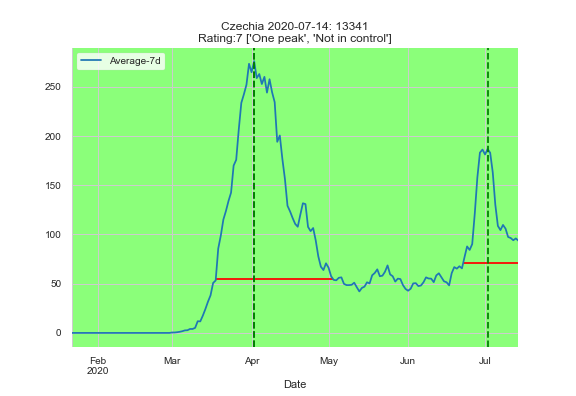 Czechia 2020-07-14: 13341
Rating:7 ['One peak', 'Not in control']
Average-7d
250
200
150
100
50
0
Feb
2020
Mar
Apr
May
Jun
Jul
Date